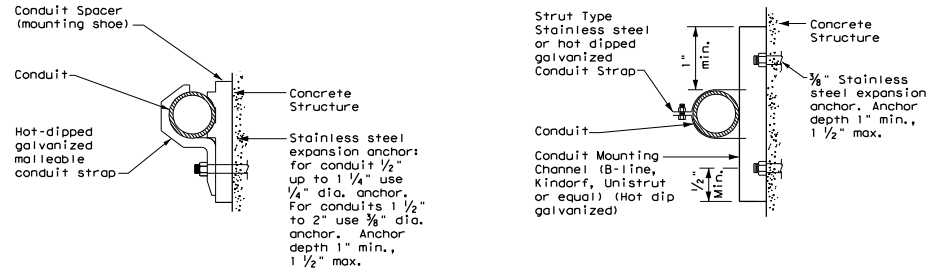 Conduit Spacer
(mounting shoe)
Conduit
Hot-dipped
galvanized
malleable
conduit strap
Concrete
Structure
Stainless steel
expansion anchor:
for conduit 1/2"
up to 1 1/4" use
1/4" dia. anchor.
For conduits 1 1/2"
to 2" use 3/8" dia.
anchor. Anchor
depth 1" min.,
1 1/2" max.
Strut Type
Stainless steel
or hot dipped
galvanized
Conduit Strap
Conduit
Conduit Mounting
Channel (B-line,
Kindorf, Unistrut
or equal) (Hot dip
galvanized)
1"
min.
1/2"
Min.
Concrete
Structure
3/8" Stainless
steel expansion
anchor. Anchor
depth 1" min.,
1 1/2" max.